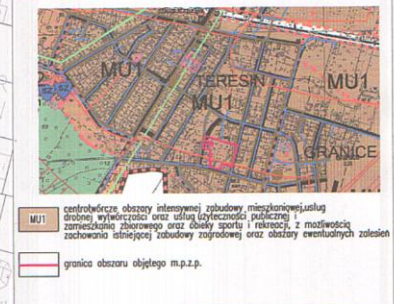 MU1
TERESIN
MU1
MU1
GRANICE
MU1
centrotwórcze obszary intensywnej zabudowy mieszkaniowej,usług
drobnej wytwórczości oraz usług użyteczności publicznej i
zamieszkania zbiorowego oraz obieky sportu i rekreacji, z możliwością
zachowania istniejącej zabudowy zagrodowej oraz obszary ewentualnych zalesień
granica obszaru objętego m.p.z.p.